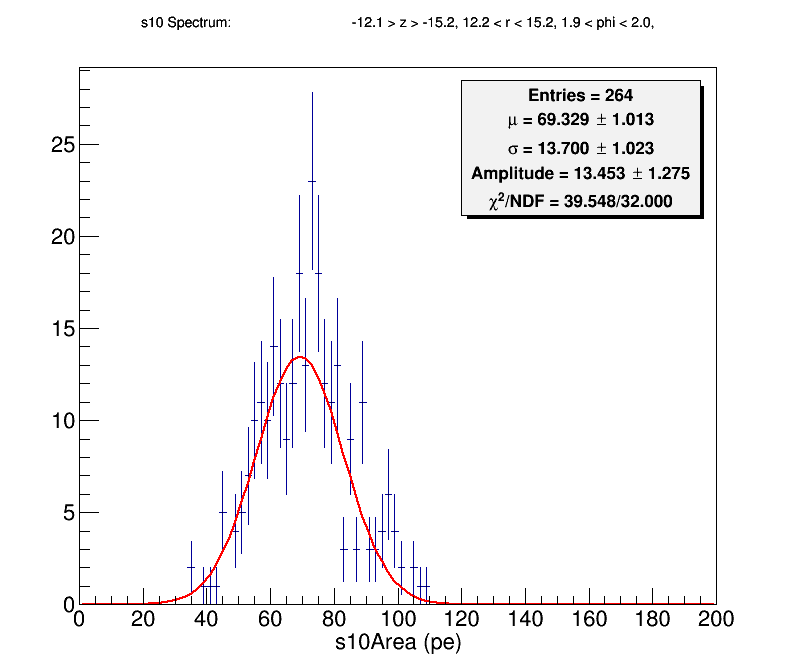 s10 Spectrum: -12.1 > z > -15.2, 12.2 < r < 15.2, 1.9 < phi < 2.0,
Entries = 264
μ = 69.329 ± 1.013
σ = 13.700 ± 1.023
Amplitude = 13.453 ± 1.275
χ²/NDF = 39.548/32.000
25
20
15
10
5
0
0 20 40 60 80 100 120 140 160 180 200
s10Area (pe)